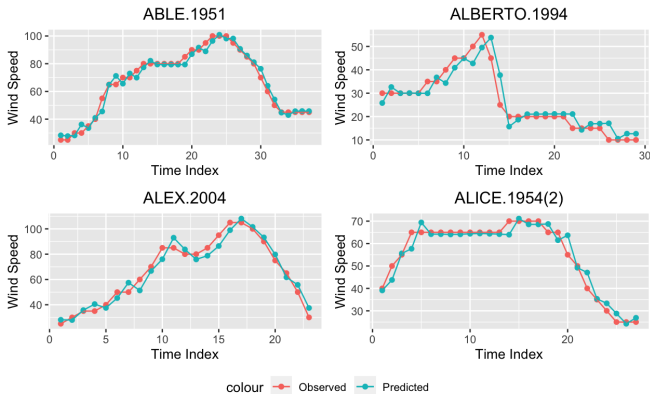 ABLE.1951
Wind Speed
100
80
60
40
0
10
20
30
Time Index
ALBERTO.1994
Wind Speed
50
40
30
20
10
0
10
20
30
Time Index
ALEX.2004
Wind Speed
100
80
60
40
0
5
10
15
20
Time Index
ALICE.1954(2)
Wind Speed
70
60
50
40
30
0
10
20
Time Index
colour
Observed
Predicted